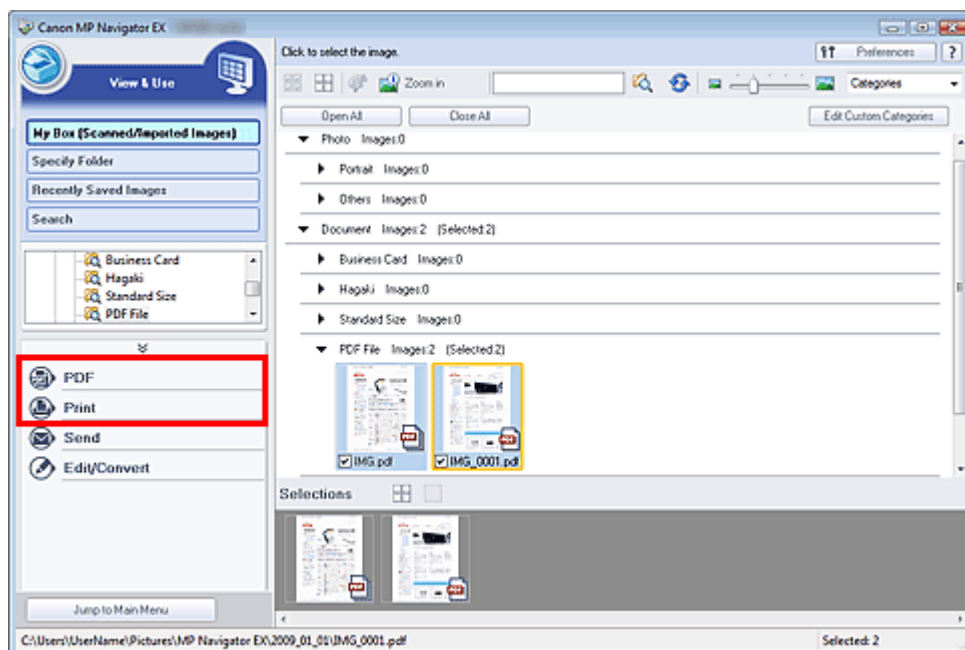 Canon MP Navigator EX
View & Use
Click to select the image.
Preferences
?
Zoom in
Categories
My Box (Scanned/Imported Images)
Specify Folder
Recently Saved Images
Search
Open All
Close All
Edit Custom Categories
Photo Images:0
Portrait Images:0
Others Images:0
Document Images:2 (Selected:2)
Business Card Images:0
Hagaki Images:0
Standard Size Images:0
PDF File Images:2 (Selected:2)
Business Card
Hagaki
Standard Size
PDF File
PDF
Print
Send
Edit/Convert
PDF
PDF
IMG.pdf
IMG_0001.pdf
Selections
PDF
PDF
Jump to Main Menu
C:\Users\UserName\Pictures\MP Navigator EX\2009_01_01\IMG_0001.pdf
Selected: 2